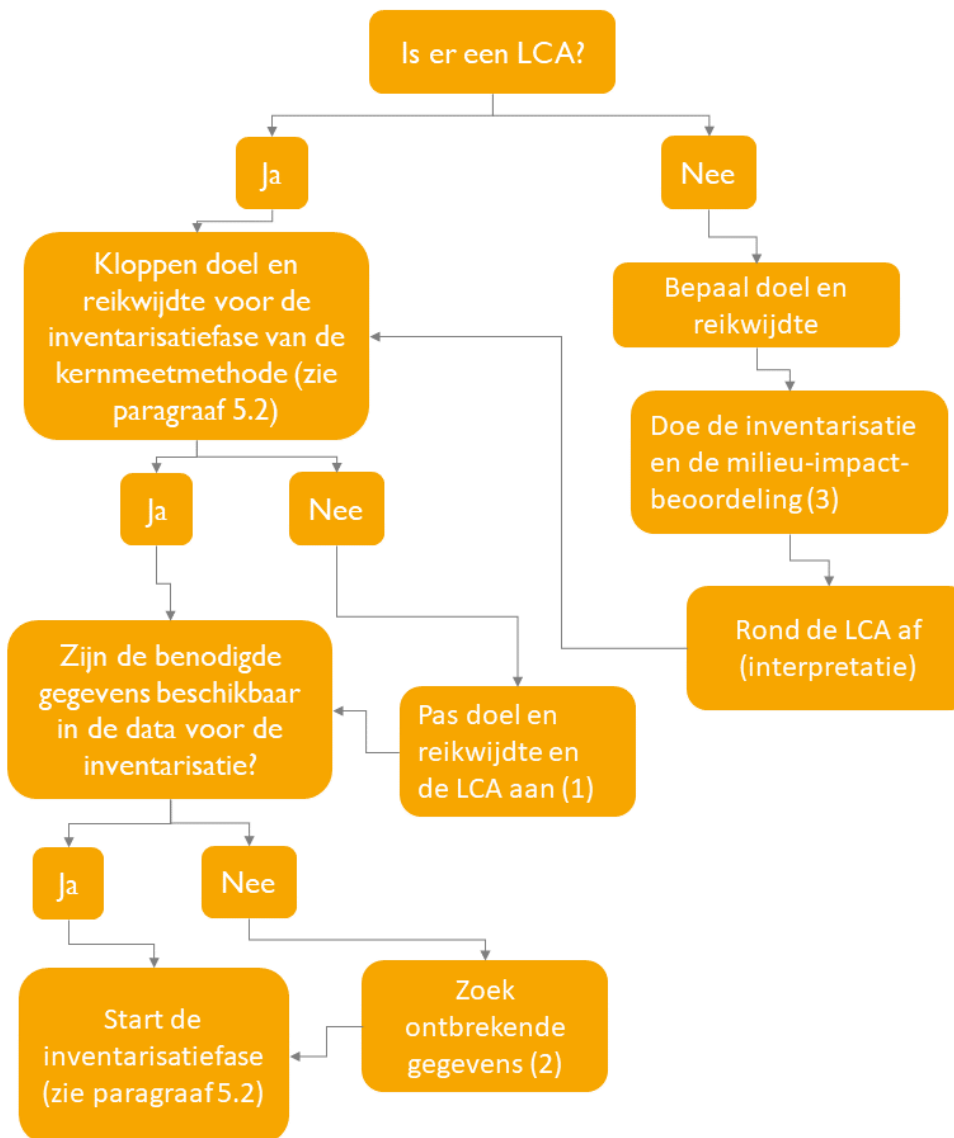 Is er een LCA?
Ja
Nee
Kloppen doel en
reikwijdte voor de
inventarisatiefase van de
kernmeetmethode (zie
paragraaf 5.2)
Bepaal doel en
reikwijdte
Doe de inventarisatie
en de milieu-impact-
beoordeling (3)
Ja
Nee
Rond de LCA af
(interpretatie)
Zijn de benodigde
gegevens beschikbaar
in de data voor de
inventarisatie?
Pas doel en
reikwijdte en
de LCA aan (1)
Ja
Nee
Start de
inventarisatiefase
(zie paragraaf 5.2)
Zoek
ontbrekende
gegevens (2)